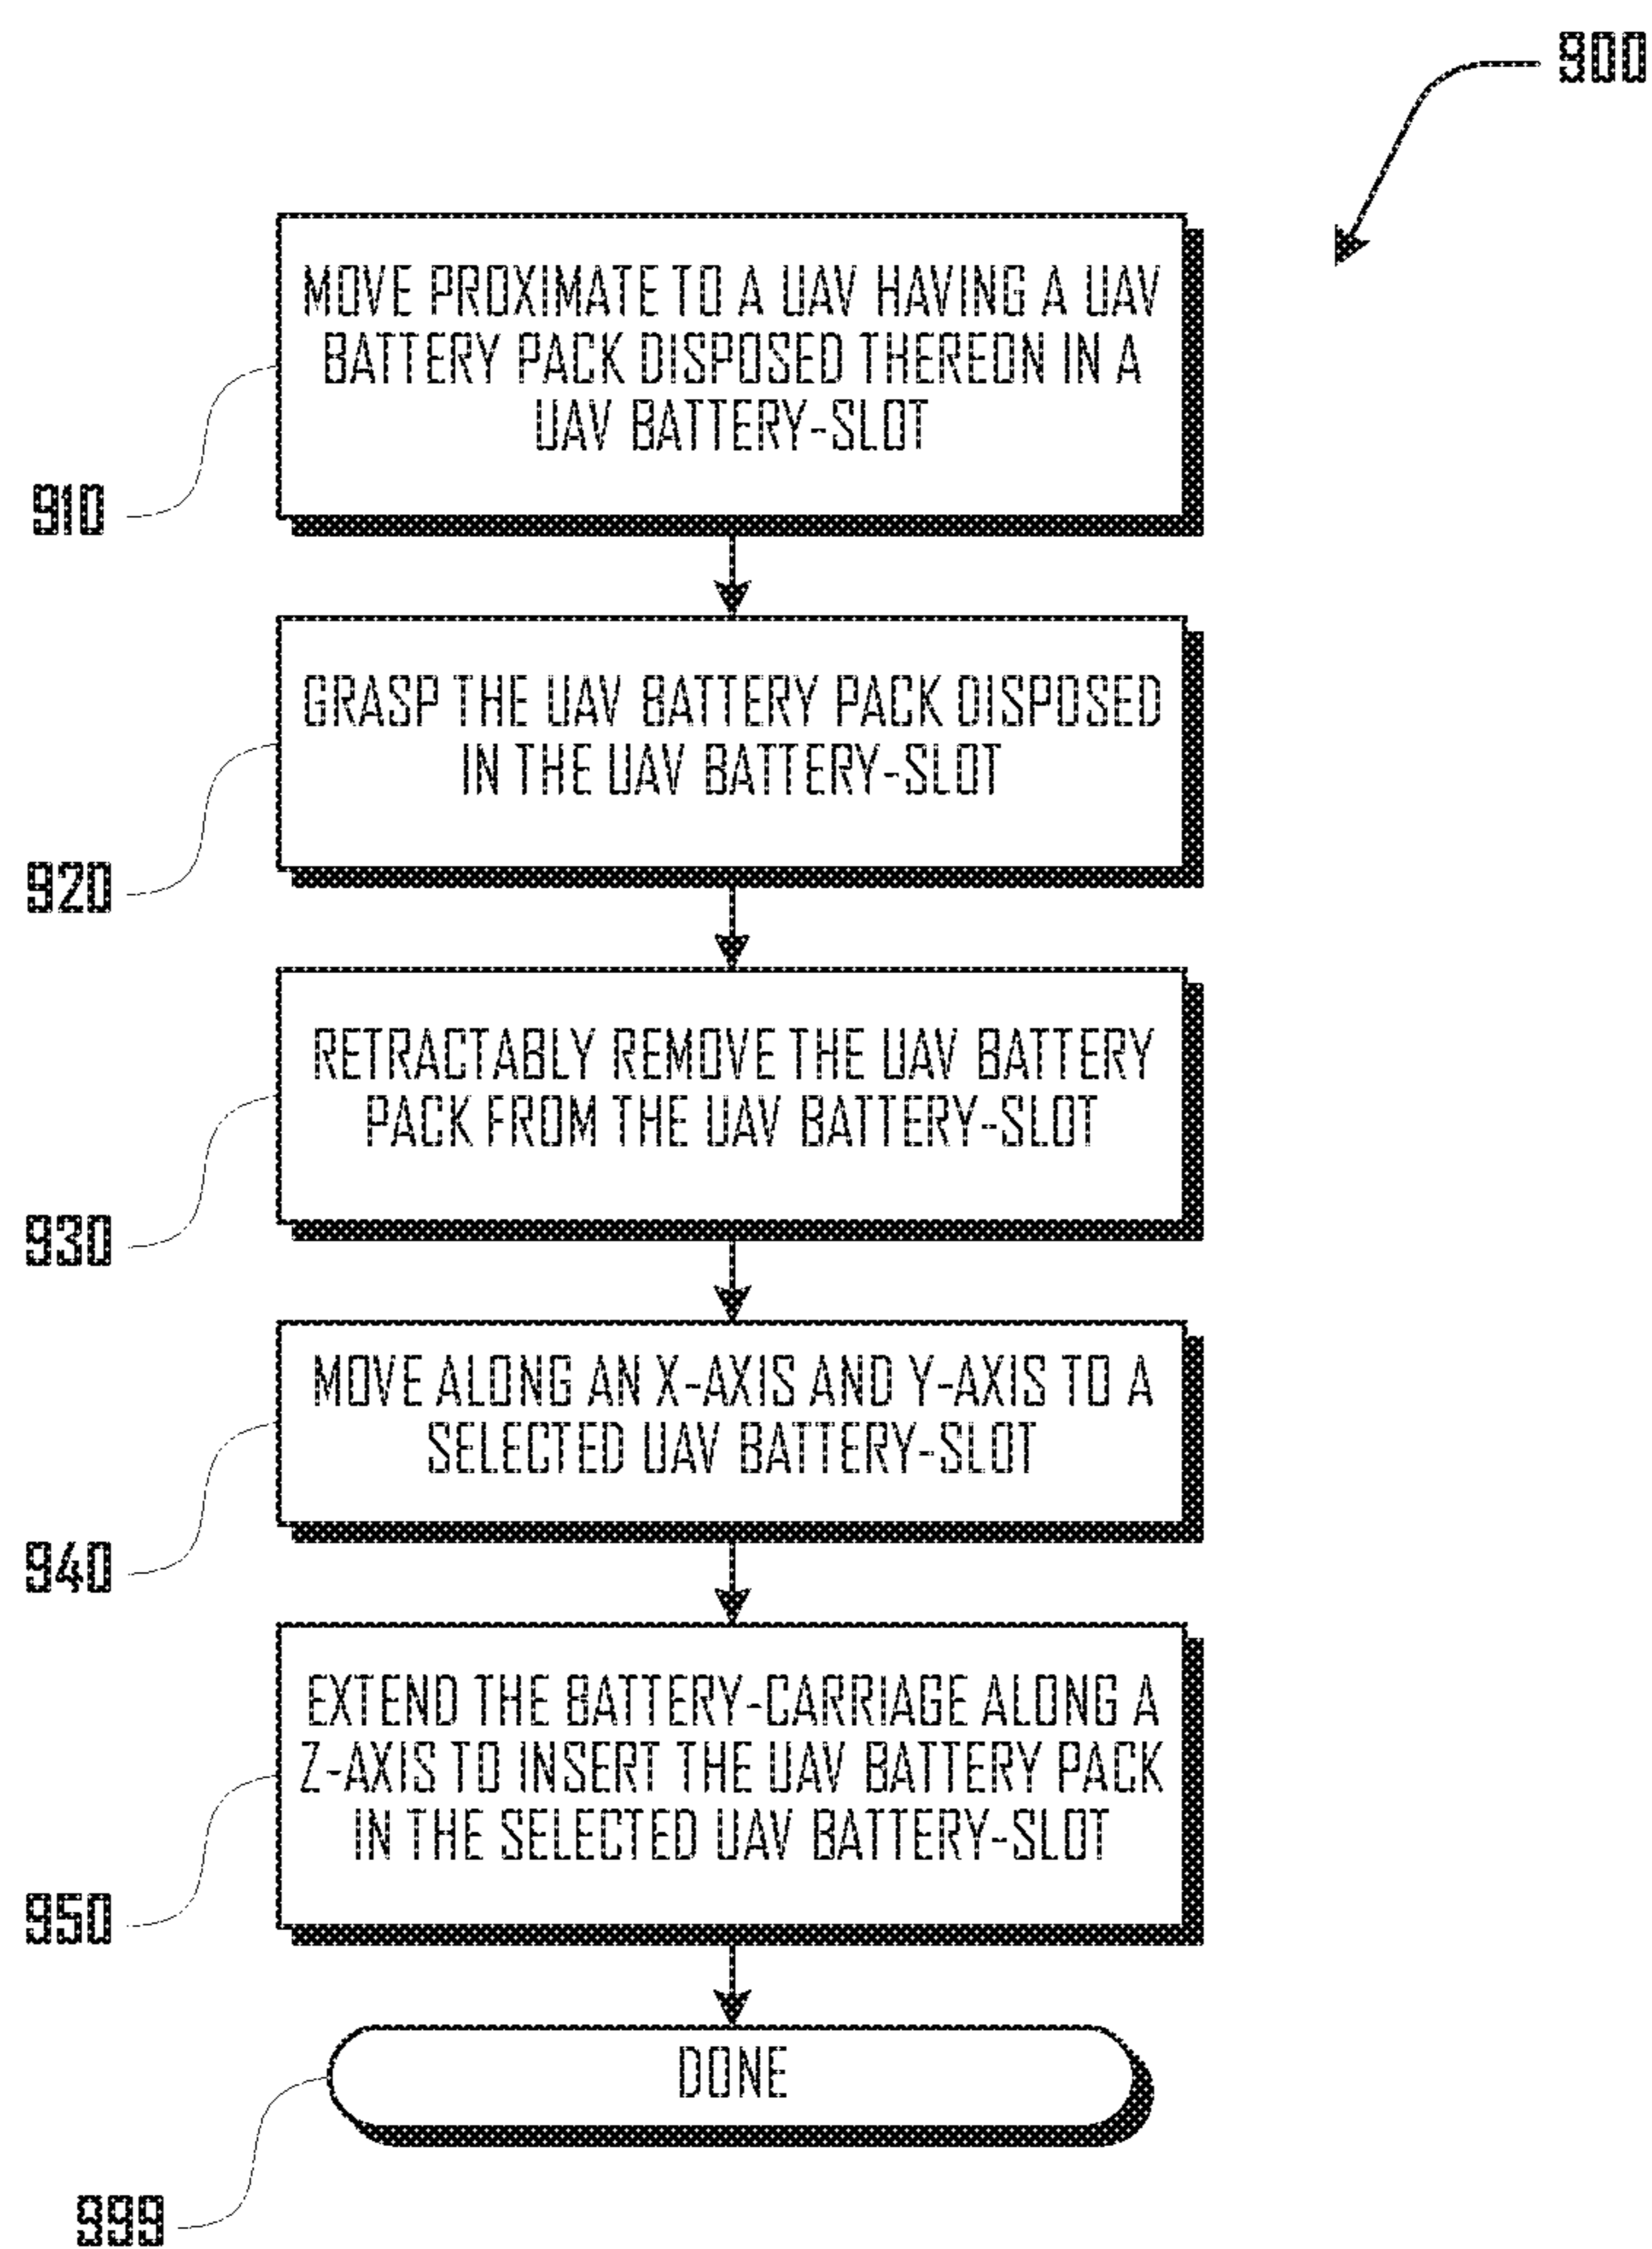 900
MOVE PROXIMATE TO A UAV HAVING A UAV
BATTERY PACK DISPOSED THEREON IN A
UAV BATTERY-SLOT
910
GRASP THE UAV BATTERY PACK DISPOSED
IN THE UAV BATTERY-SLOT
920
RETRACTABLY REMOVE THE UAV BATTERY
PACK FROM THE UAV BATTERY-SLOT
930
MOVE ALONG AN X-AXIS AND Y-AXIS TO A
SELECTED UAV BATTERY-SLOT
940
EXTEND THE BATTERY-CARRIAGE ALONG A
Z-AXIS TO INSERT THE UAV BATTERY PACK
IN THE SELECTED UAV BATTERY-SLOT
950
DONE
999